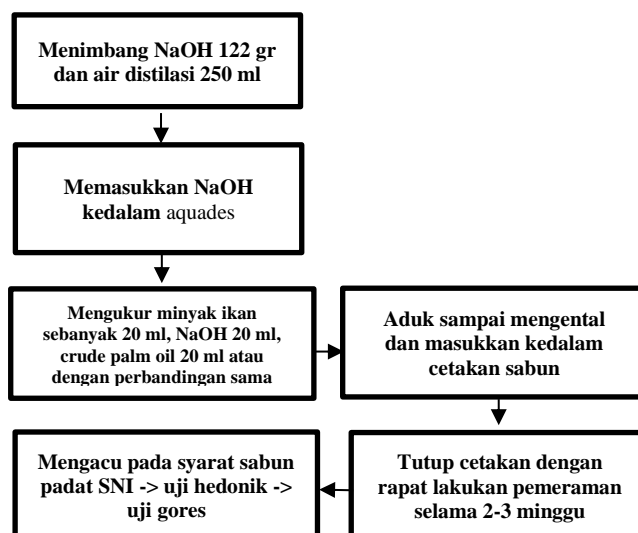 Menimbang NaOH 122 gr
dan air distilasi 250 ml
Memasukkan NaOH
kedalam aquades
Mengukur minyak ikan
sebanyak 20 ml, NaOH 20 ml,
crude palm oil 20 ml atau
dengan perbandingan sama
Aduk sampai mengental
dan masukkan kedalam
cetakan sabun
Tutup cetakan dengan
rapat lakukan pemeraman
selama 2-3 minggu
Mengacu pada syarat sabun
padat SNI -> uji hedonik ->
uji gores